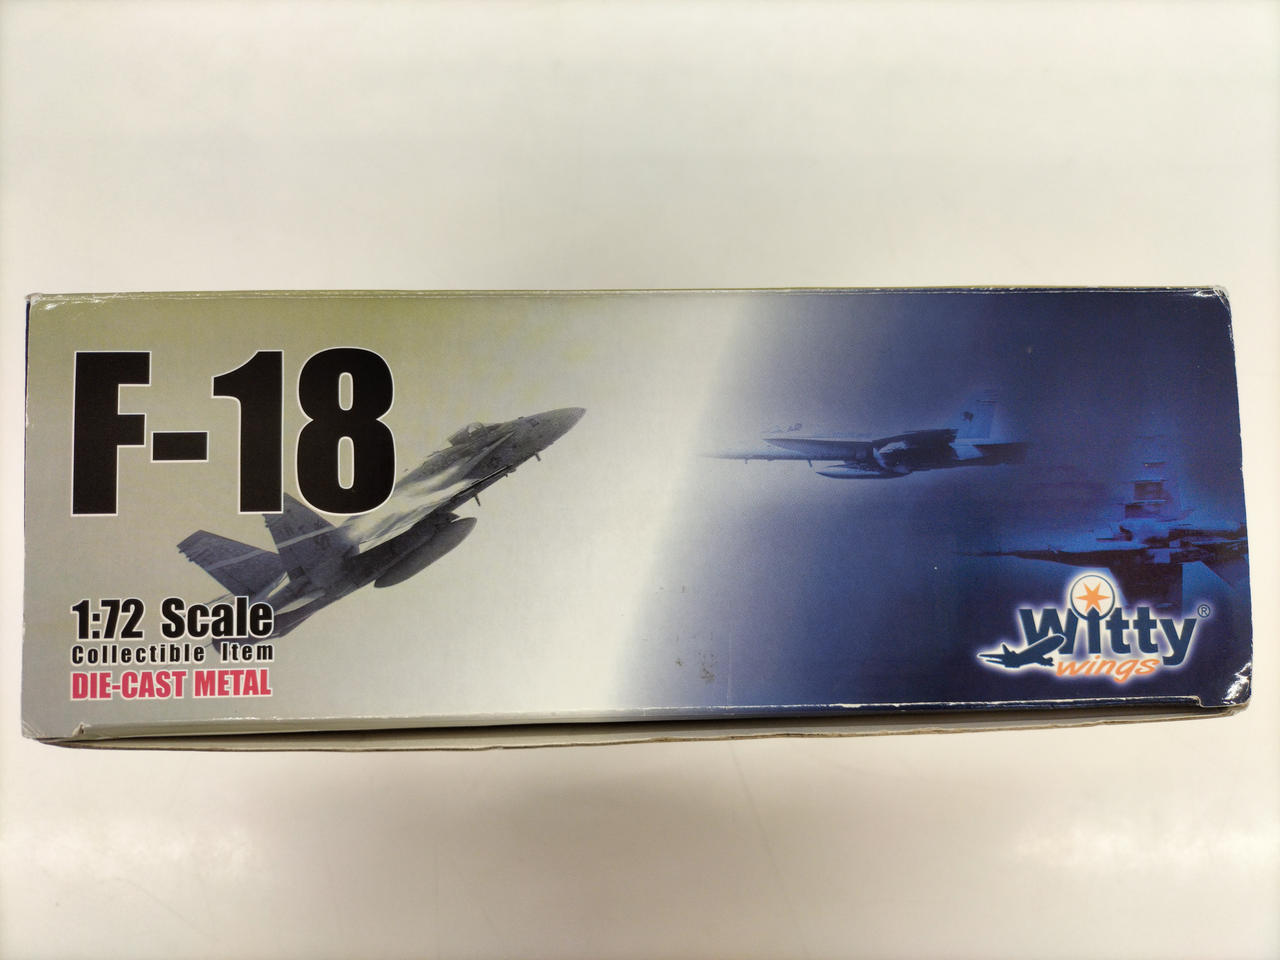 F-18
1:72 Scale
Collectible Item
DIE-CAST METAL
Witty®
wings